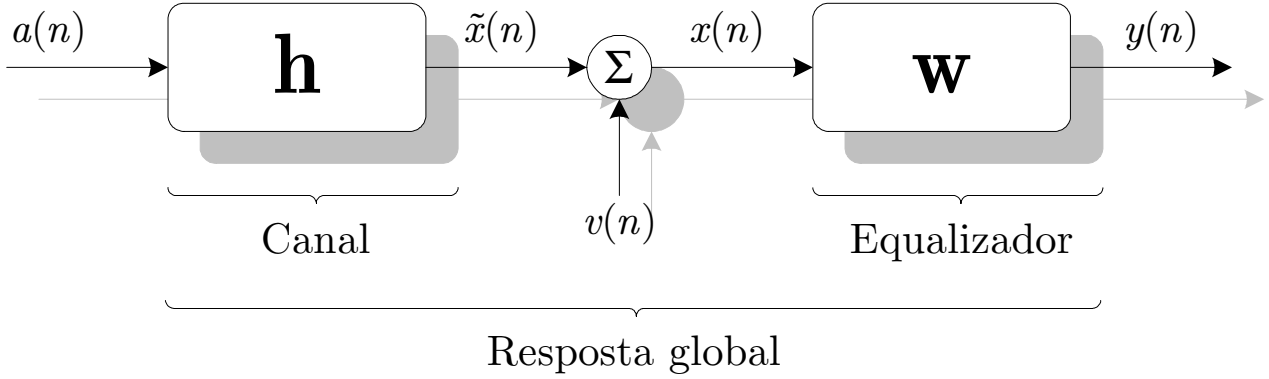 a(n) h x̃(n) Σ x(n) w y(n)
v(n)
Canal Equalizador
Resposta global